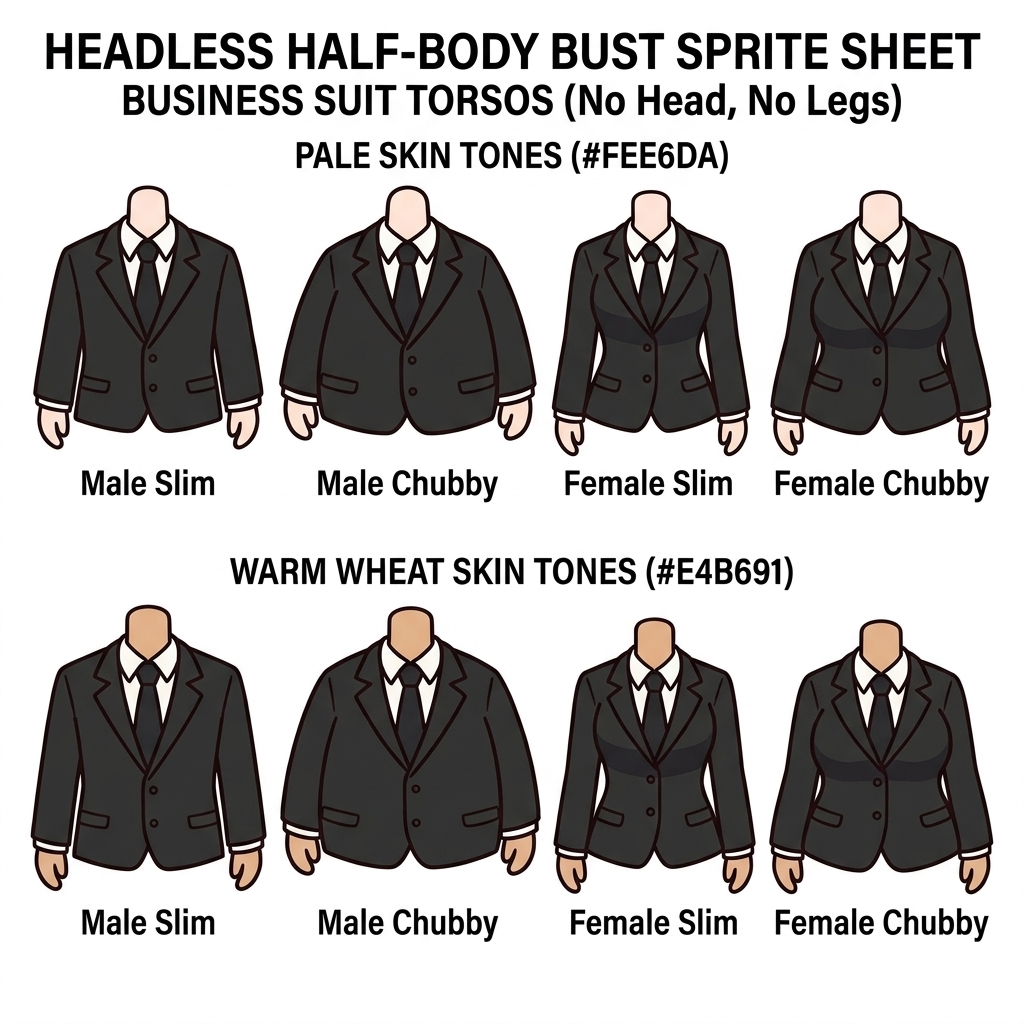 HEADLESS HALF-BODY BUST SPRITE SHEET
BUSINESS SUIT TORSOS (No Head, No Legs)
PALE SKIN TONES (#FEE6DA)
Male Slim
Male Chubby
Female Slim
Female Chubby
WARM WHEAT SKIN TONES (#E4B691)
Male Slim
Male Chubby
Female Slim
Female Chubby